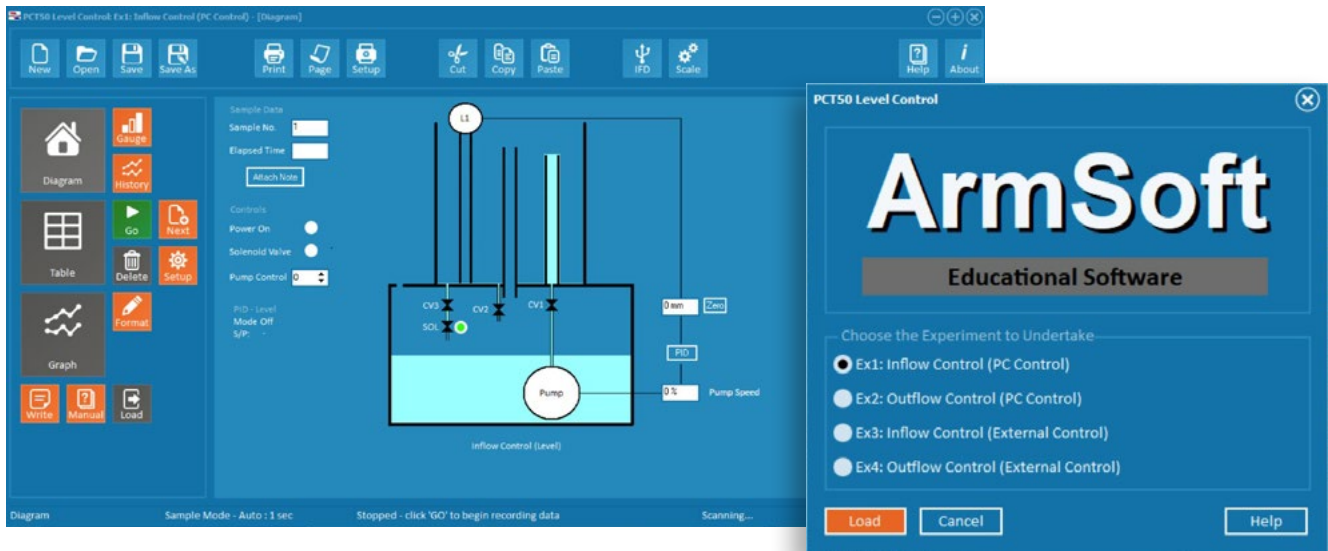 PCT50 Level Control: Ex1: Inflow Control (PC Control) - [Diagram]
New Open Save Save As Print Page Setup Cut Copy Paste IFD Scale Help About
Diagram
Gauge
History
Table
Go
Next
Delete
Setup
Graph
Format
Write
Manual
Load
Sample Data
Sample No. 1
Elapsed Time
Attach Note
Controls
Power On
Solenoid Valve
Pump Control 0
PID - Level
Mode Off
S/P: -
L1
CV3
CV2
CV1
SOL
Pump
0 mm
Zero
PID
0 %
Pump Speed
Inflow Control (Level)
Diagram Sample Mode - Auto : 1 sec Stopped - click 'GO' to begin recording data Scanning...
PCT50 Level Control
ArmSoft
Educational Software
Choose the Experiment to Undertake
Ex1: Inflow Control (PC Control)
Ex2: Outflow Control (PC Control)
Ex3: Inflow Control (External Control)
Ex4: Outflow Control (External Control)
Load Cancel Help